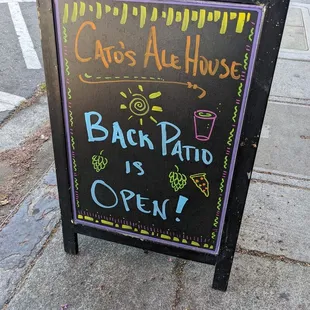 CATO'S ALE HOUSE
BACK PATIO
IS
OPEN!